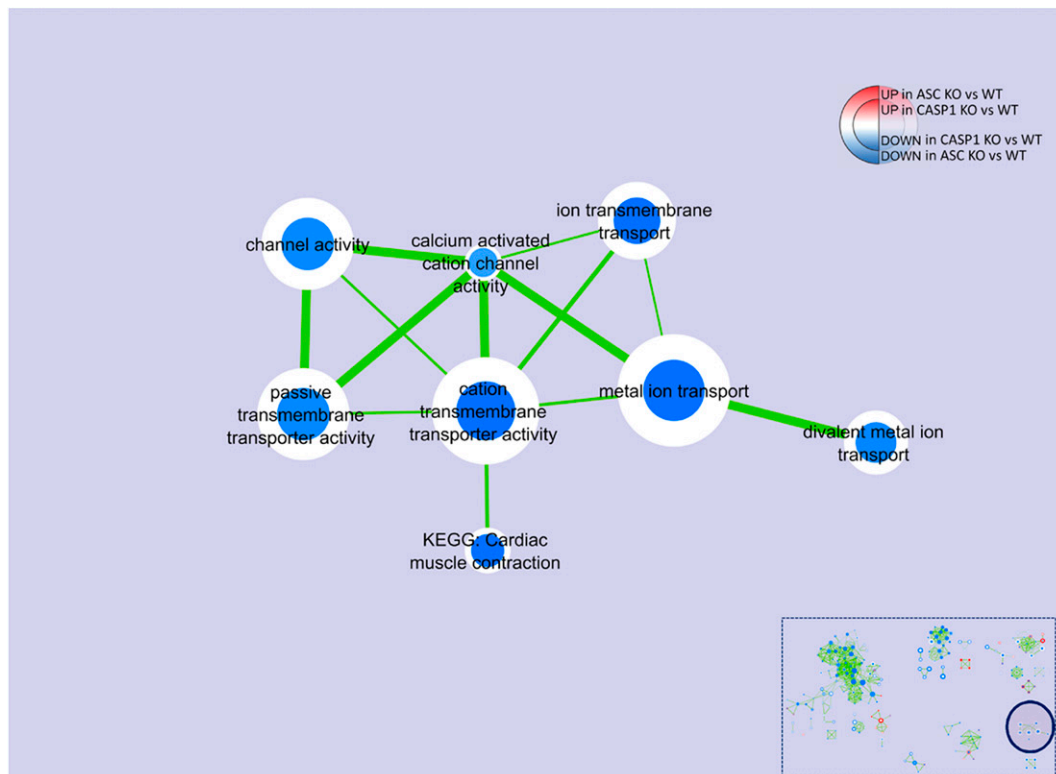 UP in ASC KO vs WT
UP in CASP1 KO vs WT
DOWN in CASP1 KO vs WT
DOWN in ASC KO vs WT
ion transmembrane
transport
channel activity
calcium activated
cation channel
activity
passive
transmembrane
transporter activity
cation
transmembrane
transporter activity
metal ion transport
divalent metal ion
transport
KEGG: Cardiac
muscle contraction